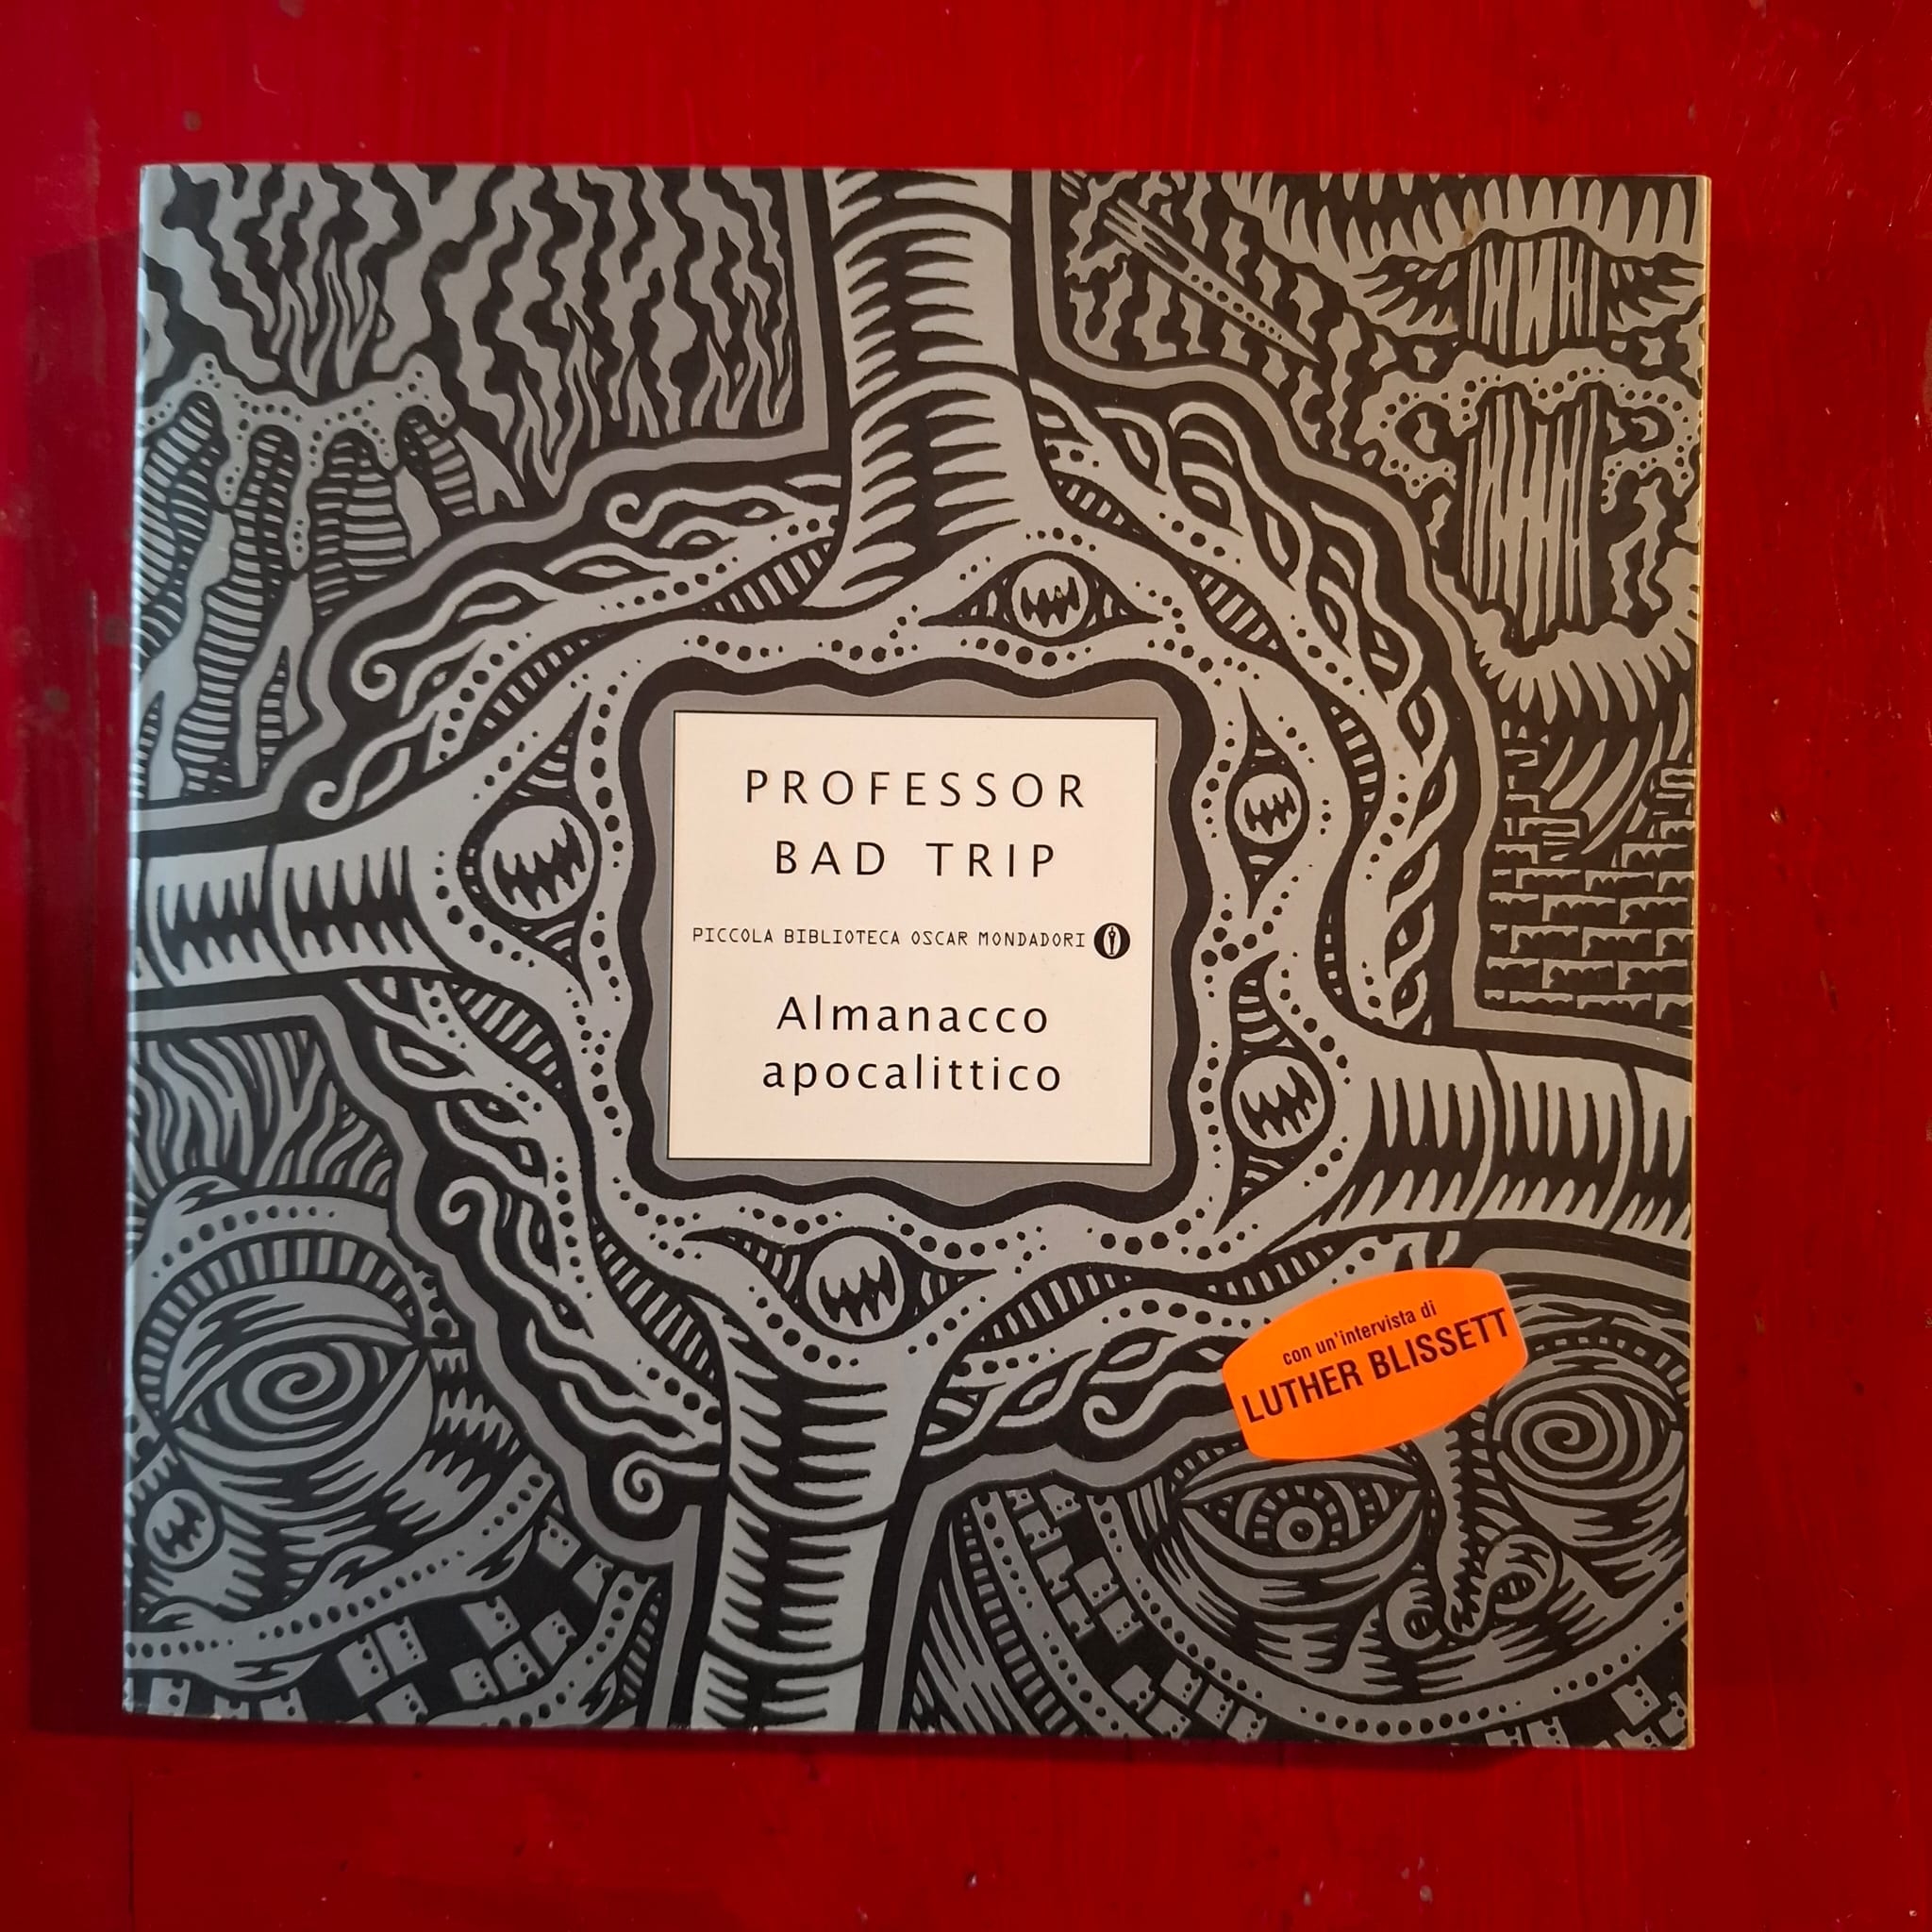 PROFESSOR
BAD TRIP
PICCOLA BIBLIOTECA OSCAR MONDADORI
Almanacco
apocalittico
con un'intervista di
LUTHER BLISSETT